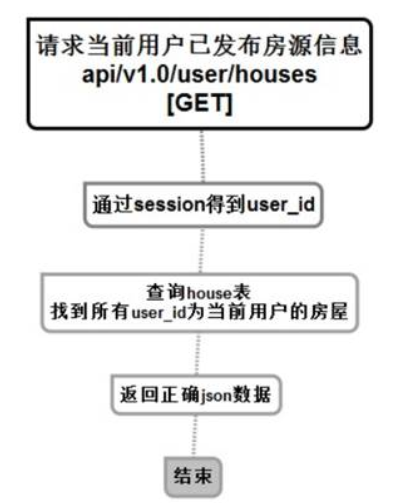 请求当前用户已发布房源信息
api/v1.0/user/houses
[GET]
通过session得到user_id
查询house表
找到所有user_id为当前用户的房屋
返回正确json数据
结束